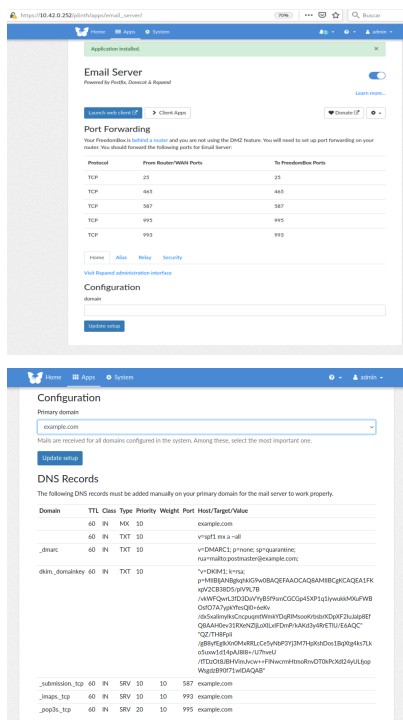 https://10.42.0.252/plinth/apps/email_server/ 70% Buscar
Home Apps System admin
Application installed. ×
Email Server
Powered by Postfix, Dovecot & Rspamd
Learn more...
Launch web client Client Apps Donate
Port Forwarding
Your FreedomBox is behind a router and you are not using the DMZ feature. You will need to set up port forwarding on your
router. You should forward the following ports for Email Server:
Protocol From Router/WAN Ports To FreedomBox Ports
TCP 25 25
TCP 465 465
TCP 587 587
TCP 995 995
TCP 993 993
Home Alias Relay Security
Visit Rspamd administration interface
Configuration
domain
Update setup
Home Apps System admin
Configuration
Primary domain
example.com
Mails are received for all domains configured in the system. Among these, select the most important one.
Update setup
DNS Records
The following DNS records must be added manually on your primary domain for the mail server to work properly.
Domain TTL Class Type Priority Weight Port Host/Target/Value
60 IN MX 10 example.com
60 IN TXT 10 v=spf1 mx a ~all
_dmarc 60 IN TXT 10 v=DMARC1; p=none; sp=quarantine;
rua=mailto:postmaster@example.com;
dkim._domainkey 60 IN TXT 10 "v=DKIM1; k=rsa;
_submission._tcp 60 IN SRV 10 10 587 example.com
_imaps._tcp 60 IN SRV 10 10 993 example.com
_pop3s._tcp 60 IN SRV 20 10 995 example.com